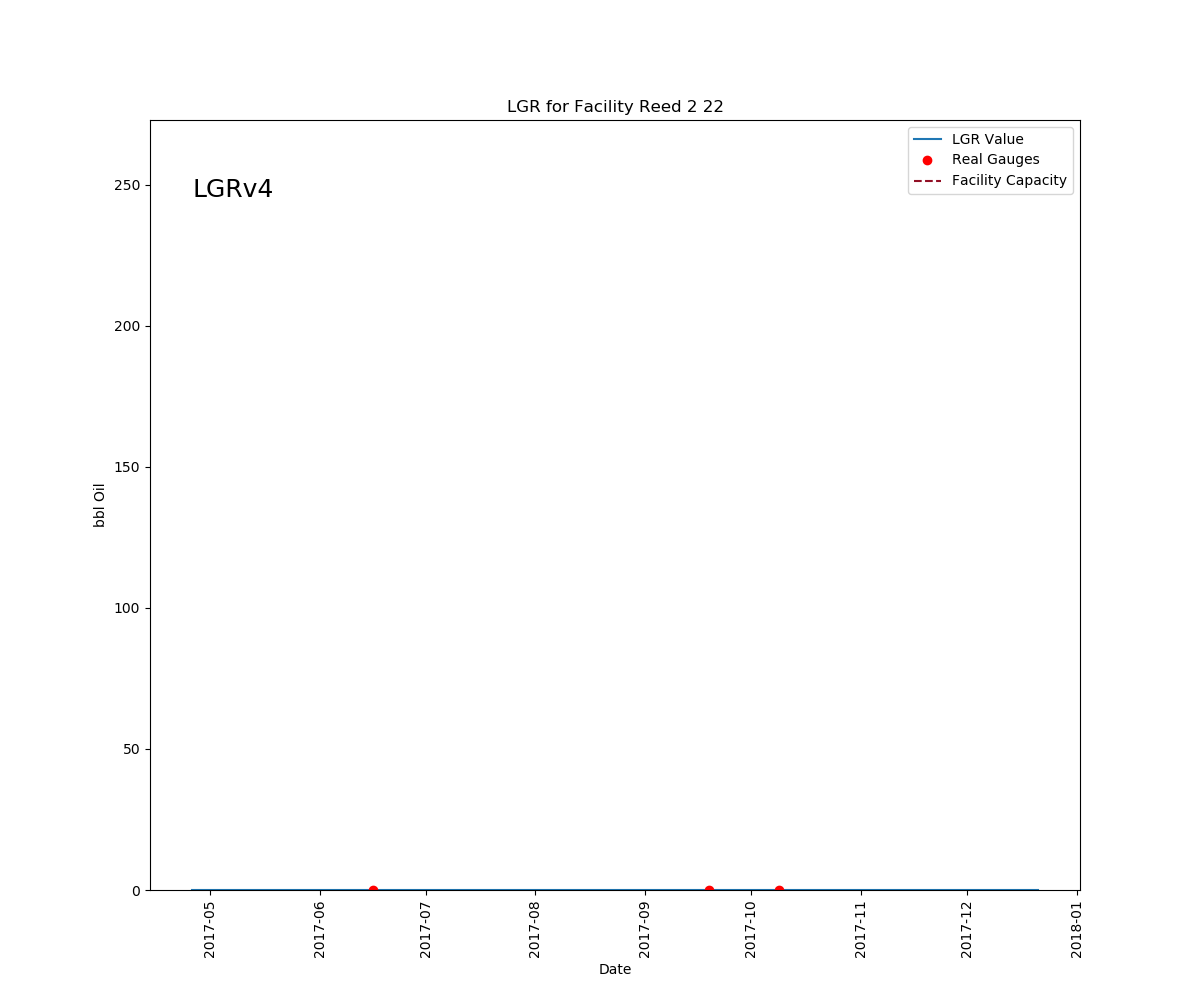 LGR for Facility Reed 2 22
LGR Value
Real Gauges
Facility Capacity
LGRv4
250
200
150
100
50
0
bbl Oil
2017-05
2017-06
2017-07
2017-08
2017-09
2017-10
2017-11
2017-12
2018-01
Date